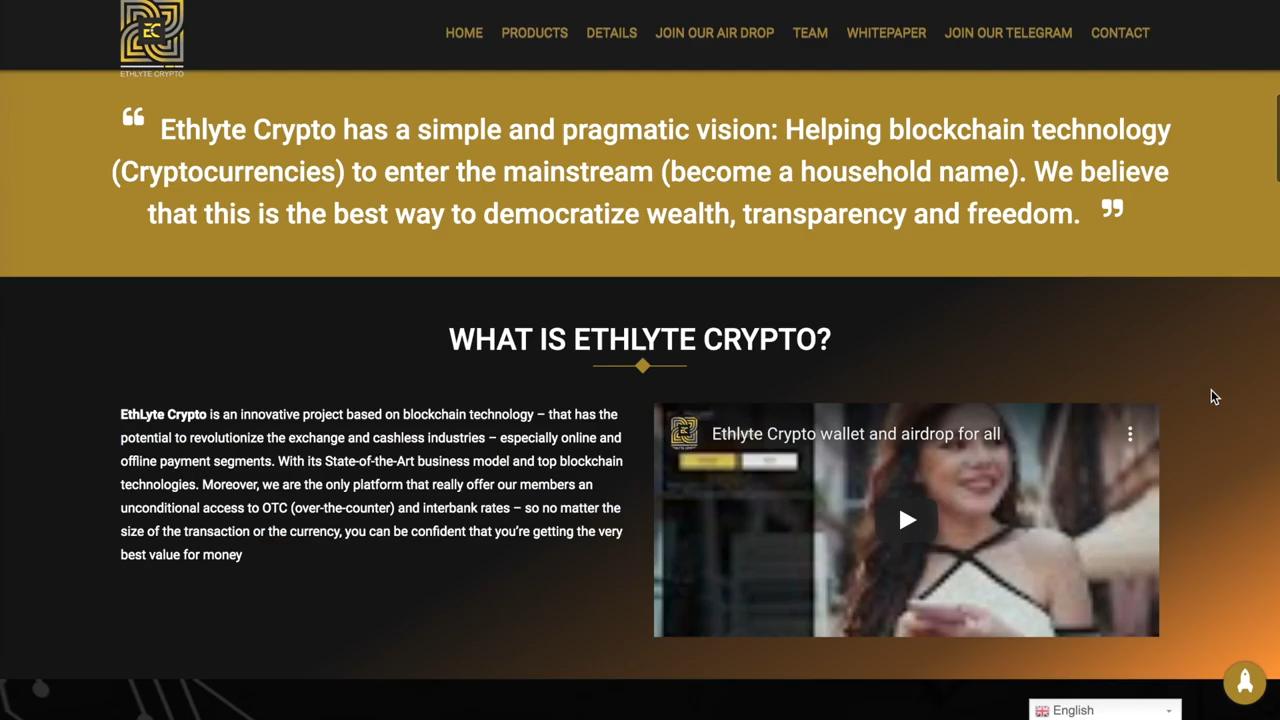 EC
ETHLYTE CRYPTO
HOME PRODUCTS DETAILS JOIN OUR AIR DROP TEAM WHITEPAPER JOIN OUR TELEGRAM CONTACT
“ Ethlyte Crypto has a simple and pragmatic vision: Helping blockchain technology
(Cryptocurrencies) to enter the mainstream (become a household name). We believe
that this is the best way to democratize wealth, transparency and freedom. ”
WHAT IS ETHLYTE CRYPTO?
EthLyte Crypto is an innovative project based on blockchain technology – that has the
potential to revolutionize the exchange and cashless industries – especially online and
offline payment segments. With its State-of-the-Art business model and top blockchain
technologies. Moreover, we are the only platform that really offer our members an
unconditional access to OTC (over-the-counter) and interbank rates – so no matter the
size of the transaction or the currency, you can be confident that you’re getting the very
best value for money
Ethlyte Crypto wallet and airdrop for all
English